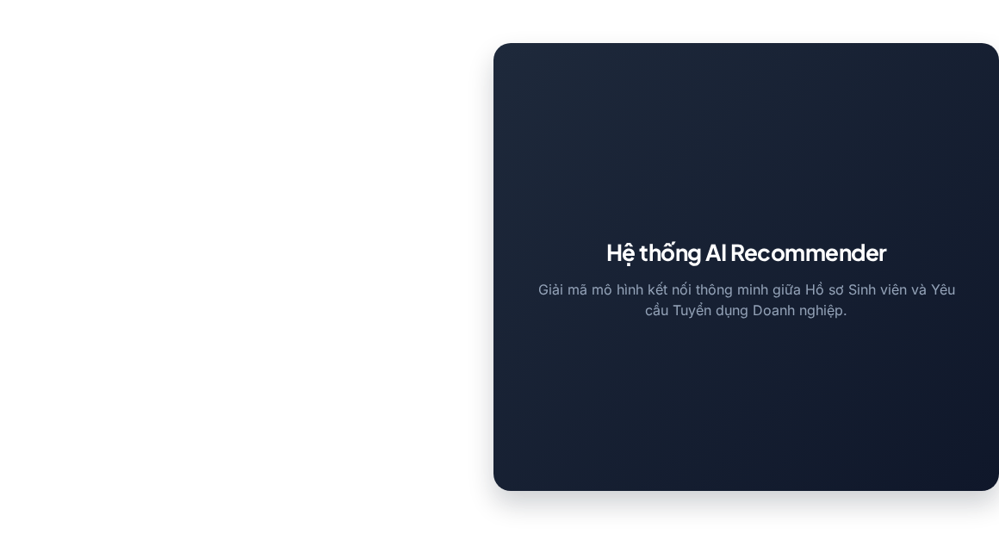 Hệ thống AI Recommender
Giải mã mô hình kết nối thông minh giữa Hồ sơ Sinh viên và Yêu
cầu Tuyển dụng Doanh nghiệp.